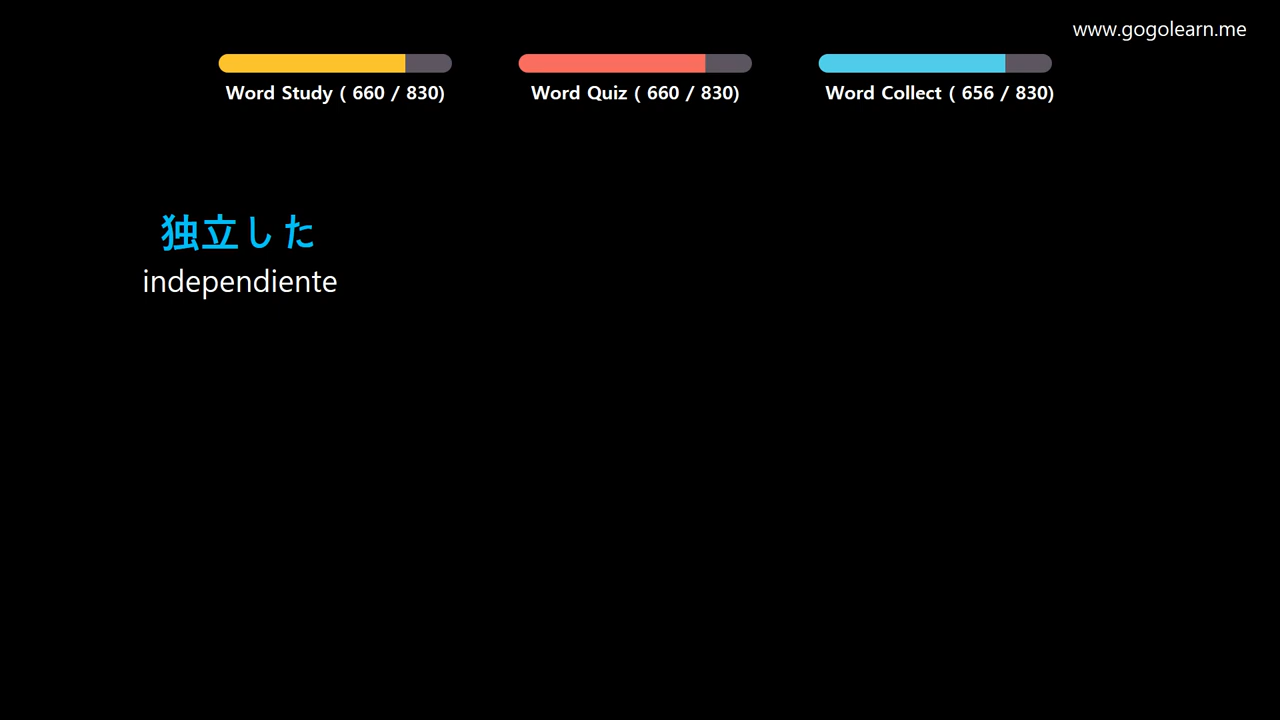 www.gogolearn.me
Word Study ( 660 / 830)
Word Quiz ( 660 / 830)
Word Collect ( 656 / 830)
独立した
independiente